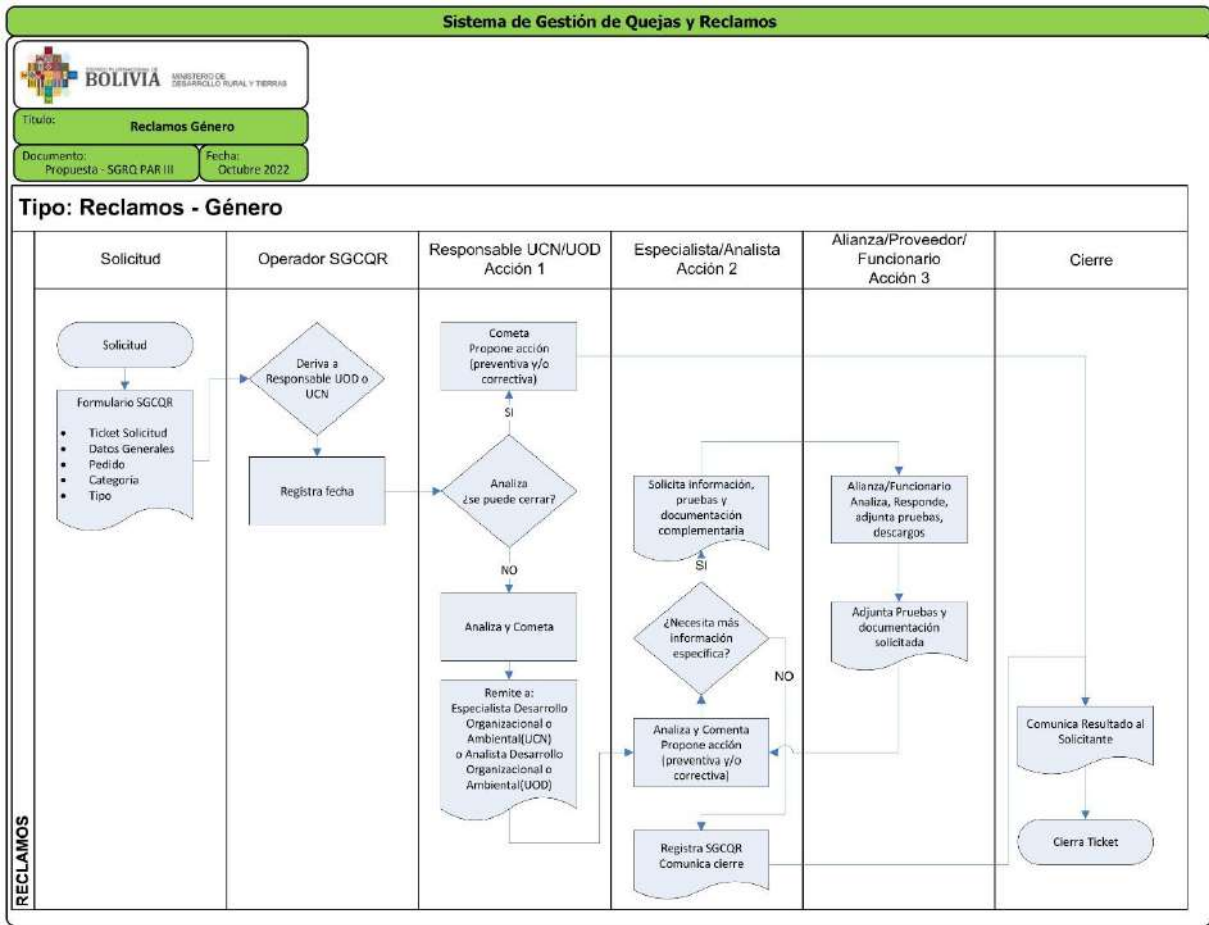 Sistema de Gestión de Quejas y Reclamos
ESTADO PLURINACIONAL DE
BOLIVIA
MINISTERIO DE
DESARROLLO RURAL Y TIERRAS
Título:
Reclamos Género
Documento:
Propuesta - SGRQ PAR III
Fecha:
Octubre 2022
Tipo: Reclamos - Género
Solicitud
Operador SGCQR
Responsable UCN/UOD
Acción 1
Especialista/Analista
Acción 2
Alianza/Proveedor/
Funcionario
Acción 3
Cierre
RECLAMOS
Solicitud
Formulario SGCQR
• Ticket Solicitud
• Datos Generales
• Pedido
• Categoria
• Tipo
Deriva a
Responsable UOD o
UCN
Registra fecha
Cometa
Propone acción
(preventiva y/o
correctiva)
SI
Analiza
¿se puede cerrar?
NO
Analiza y Cometa
Remite a:
Especialista Desarrollo
Organizacional o
Ambiental(UCN)
o Analista Desarrollo
Organizacional o
Ambiental(UOD)
Solicita información,
pruebas y
documentación
complementaria
SI
¿Necesita más
información
específica?
NO
Analiza y Comenta
Propone acción
(preventiva y/o
correctiva)
Registra SGCQR
Comunica cierre
Alianza/Funcionario
Analiza, Responde,
adjunta pruebas,
descargos
Adjunta Pruebas y
documentación
solicitada
Comunica Resultado al
Solicitante
Cierra Ticket